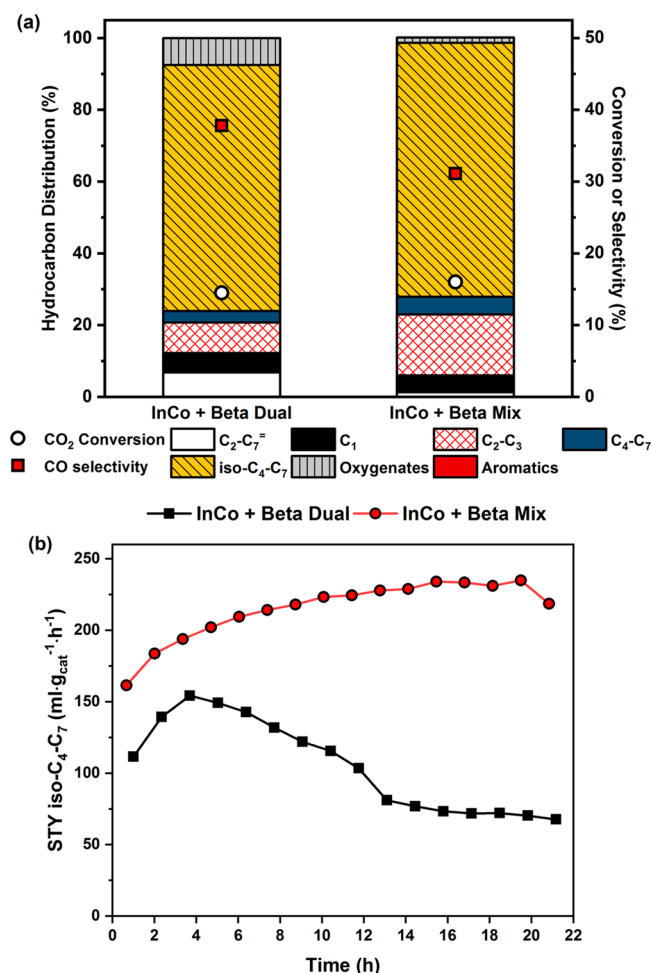 (a)
Hydrocarbon Distribution (%)
100
80
60
40
20
0
50
40
30
20
10
0
Conversion or Selectivity (%)
InCo + Beta Dual InCo + Beta Mix
CO₂ Conversion C₂-C₇⁼ C₁ C₂-C₃ C₄-C₇
CO selectivity iso-C₄-C₇ Oxygenates Aromatics
InCo + Beta Dual InCo + Beta Mix
(b)
STY iso-C₄-C₇ (ml·g_cat⁻¹·h⁻¹)
250
200
150
100
50
0
0 2 4 6 8 10 12 14 16 18 20 22
Time (h)